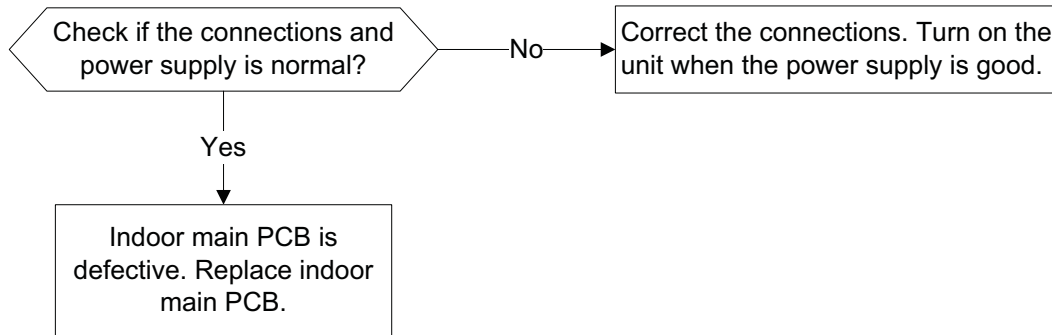 Check if the connections and
power supply is normal?
No
Correct the connections. Turn on the
unit when the power supply is good.
Yes
Indoor main PCB is
defective. Replace indoor
main PCB.